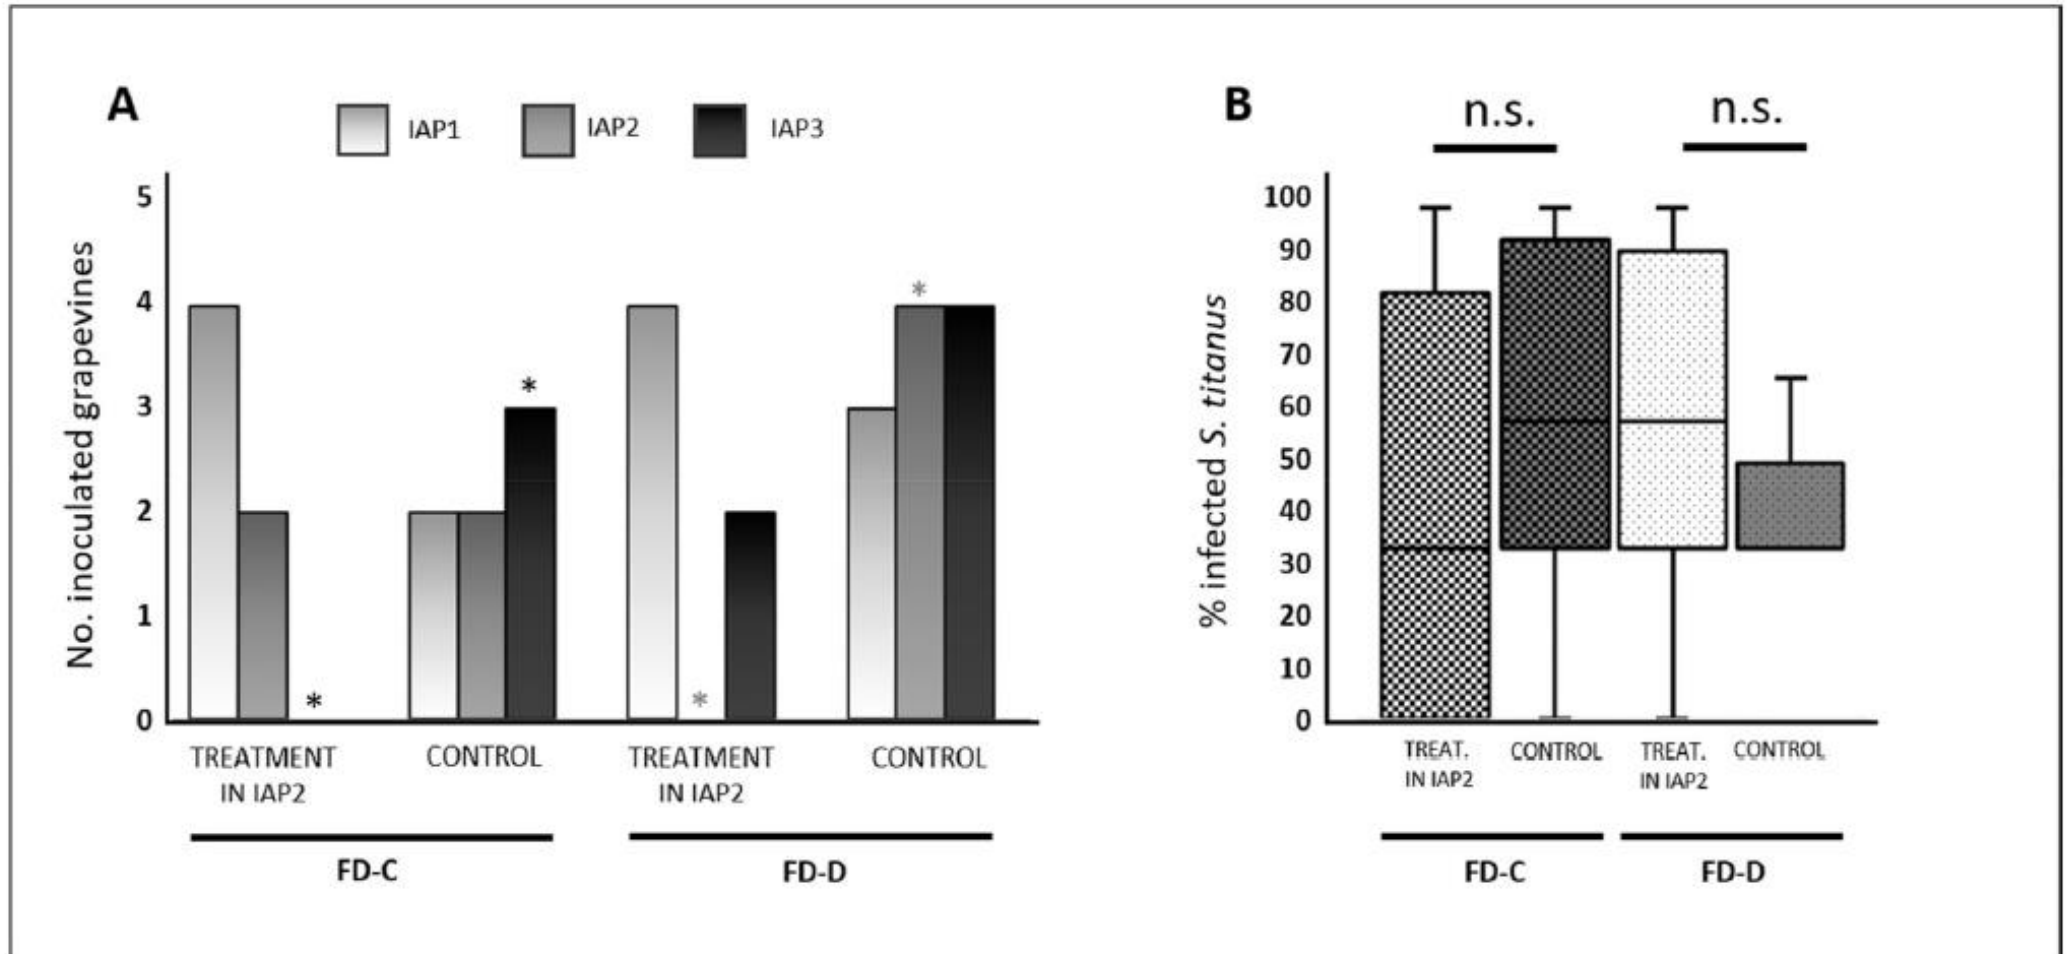 A
IAP1
IAP2
IAP3
No. inoculated grapevines
5
4
3
2
1
0
*
*
*
*
TREATMENT
IN IAP2
CONTROL
TREATMENT
IN IAP2
CONTROL
FD-C
FD-D
B
n.s.
n.s.
% infected S. titanus
100
90
80
70
60
50
40
30
20
10
0
TREAT.
IN IAP2
CONTROL
TREAT.
IN IAP2
CONTROL
FD-C
FD-D